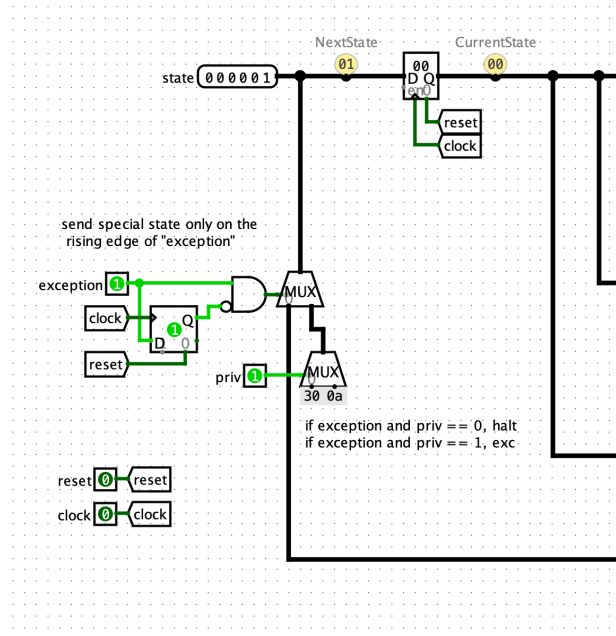 NextState
CurrentState
01
00
state
000001
00
D Q
en 0
reset
clock
send special state only on the
rising edge of "exception"
exception
1
MUX
0
clock
Q
1
D
0
reset
priv
1
MUX
0
30 0a
if exception and priv == 0, halt
if exception and priv == 1, exc
reset
0
reset
clock
0
clock